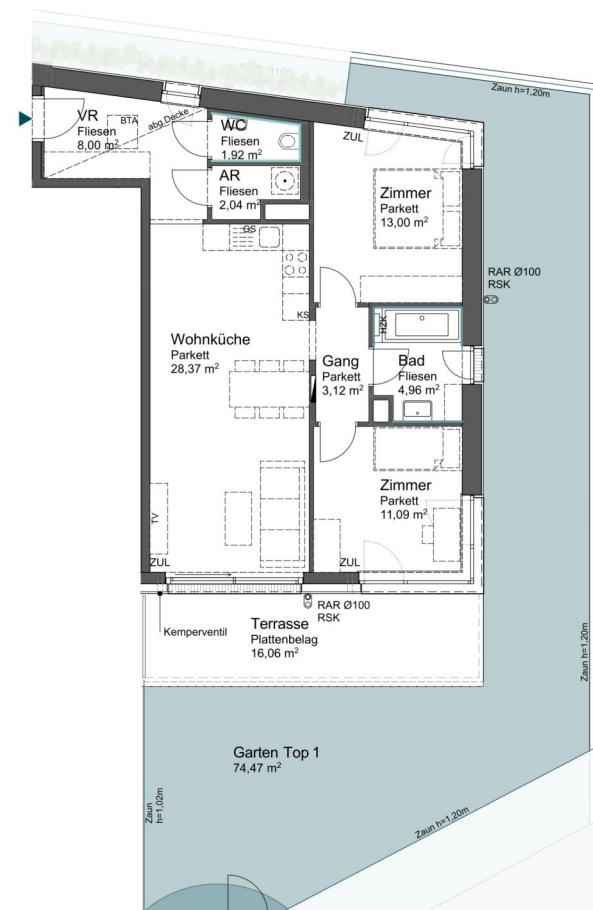 Zaun h=1,20m
VR
Fliesen
8,00 m²
BTA
abg.Decke
WC
Fliesen
1.92 m²
AR
Fliesen
2,04 m²
ZUL
Zimmer
Parkett
13,00 m²
GS
KS
RAR Ø100
RSK
HZK
Wohnküche
Parkett
28,37 m²
Gang
Parkett
3,12 m²
Bad
Fliesen
4,96 m²
Zimmer
Parkett
11,09 m²
TV
ZUL
ZUL
RAR Ø100
RSK
Kemperventil
Terrasse
Plattenbelag
16,06 m²
Zaun h=1,20m
Garten Top 1
74,47 m²
Zaun
h=1,02m
Zaun h=1,20m